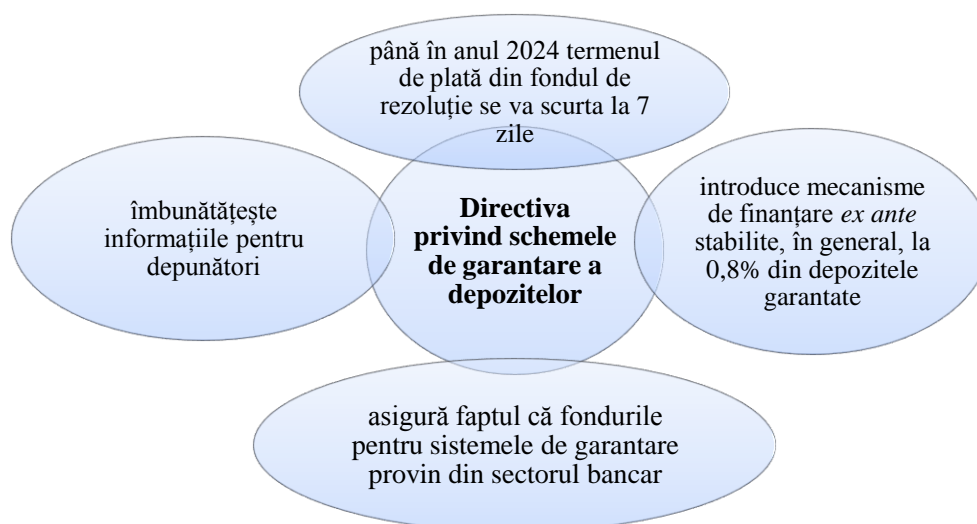 până în anul 2024 termenul
de plată din fondul de
rezoluție se va scurta la 7
zile
îmbunătățește
informațiile pentru
depunători
Directiva
privind schemele
de garantare a
depozitelor
introduce mecanisme
de finanțare ex ante
stabilite, în general, la
0,8% din depozitele
garantate
asigură faptul că fondurile
pentru sistemele de garantare
provin din sectorul bancar